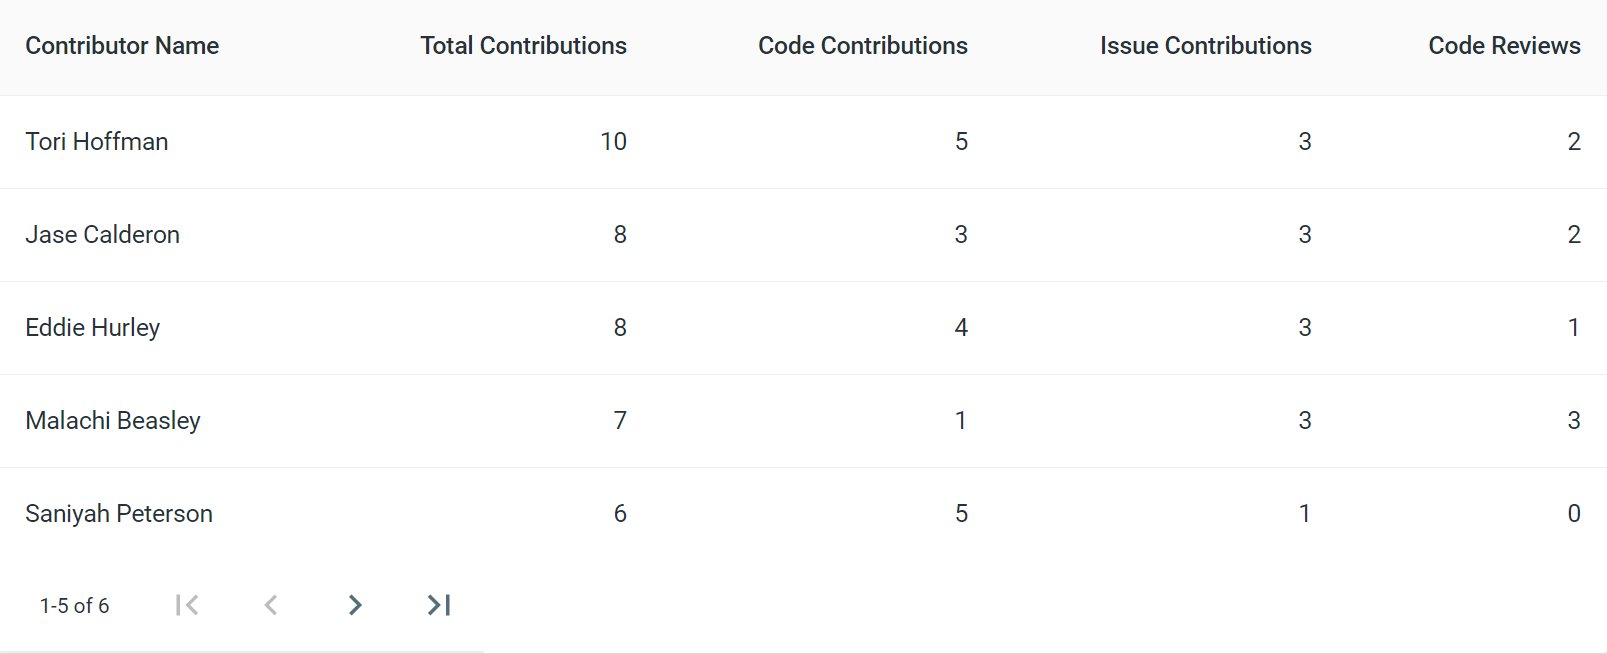 Contributor Name Total Contributions Code Contributions Issue Contributions Code Reviews
Tori Hoffman 10 5 3 2
Jase Calderon 8 3 3 2
Eddie Hurley 8 4 3 1
Malachi Beasley 7 1 3 3
Saniyah Peterson 6 5 1 0
1-5 of 6